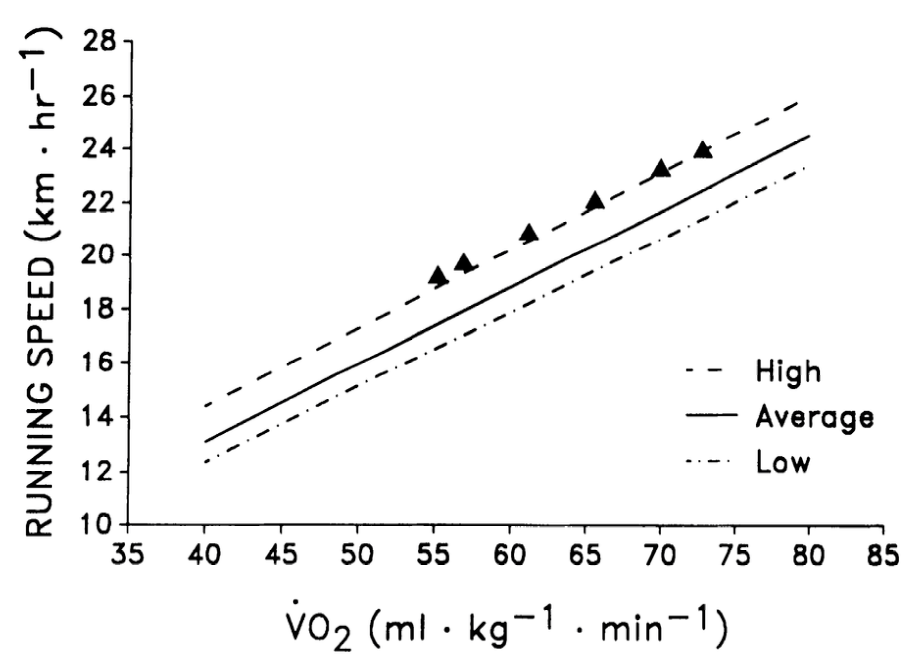 RUNNING SPEED (km · hr⁻¹)
28
26
24
22
20
18
16
14
12
10
35 40 45 50 55 60 65 70 75 80 85
High
Average
Low
V̇O₂ (ml · kg⁻¹ · min⁻¹)